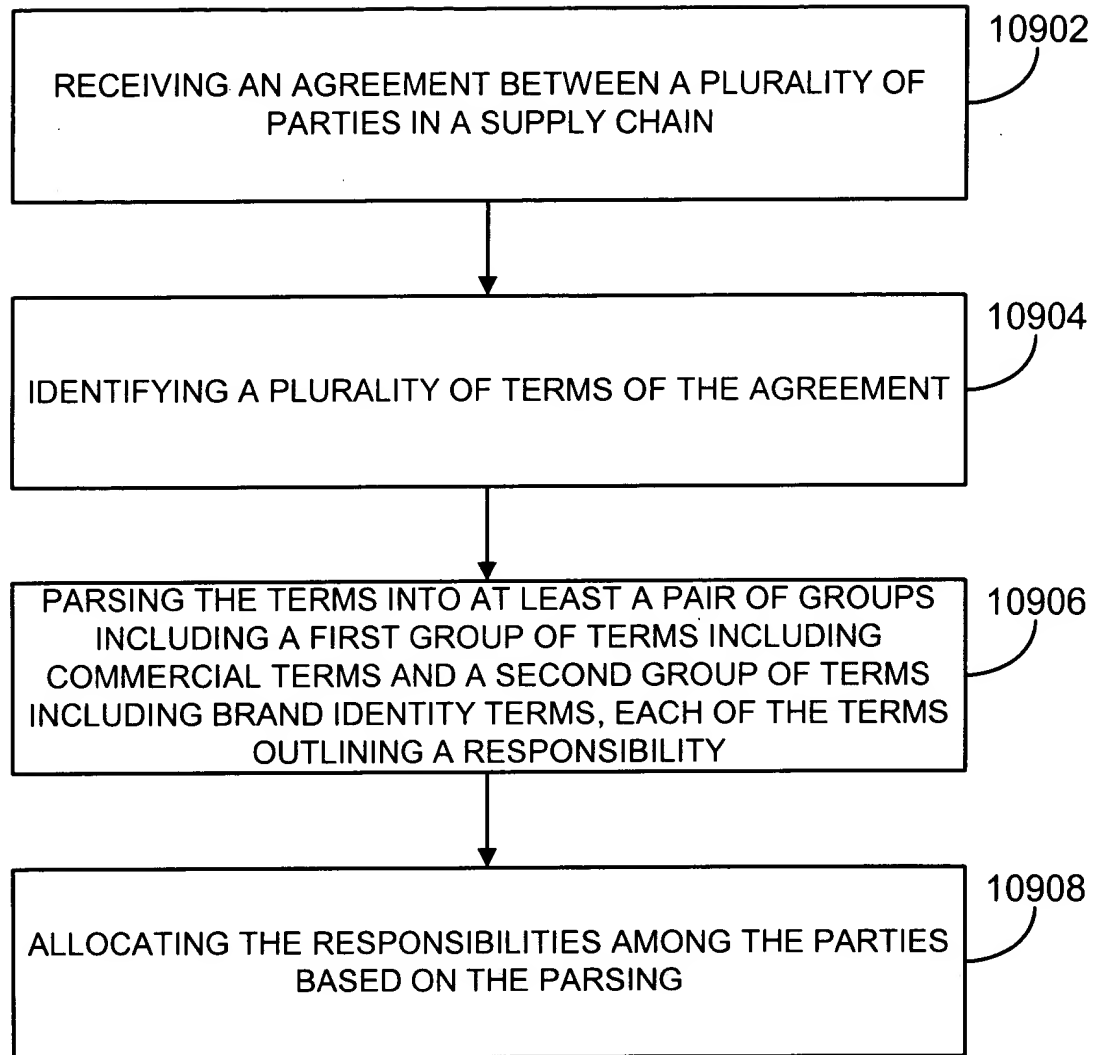 10902
RECEIVING AN AGREEMENT BETWEEN A PLURALITY OF
PARTIES IN A SUPPLY CHAIN
10904
IDENTIFYING A PLURALITY OF TERMS OF THE AGREEMENT
10906
PARSING THE TERMS INTO AT LEAST A PAIR OF GROUPS
INCLUDING A FIRST GROUP OF TERMS INCLUDING
COMMERCIAL TERMS AND A SECOND GROUP OF TERMS
INCLUDING BRAND IDENTITY TERMS, EACH OF THE TERMS
OUTLINING A RESPONSIBILITY
10908
ALLOCATING THE RESPONSIBILITIES AMONG THE PARTIES
BASED ON THE PARSING